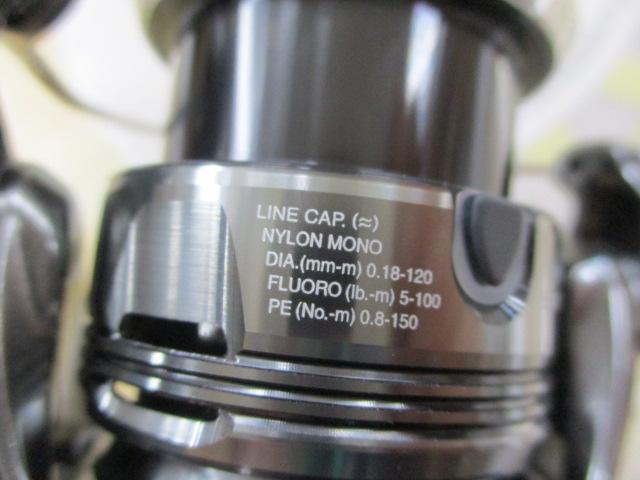 LINE CAP. (≈)
NYLON MONO
DIA.(mm-m) 0.18-120
FLUORO (lb.-m) 5-100
PE (No.-m) 0.8-150